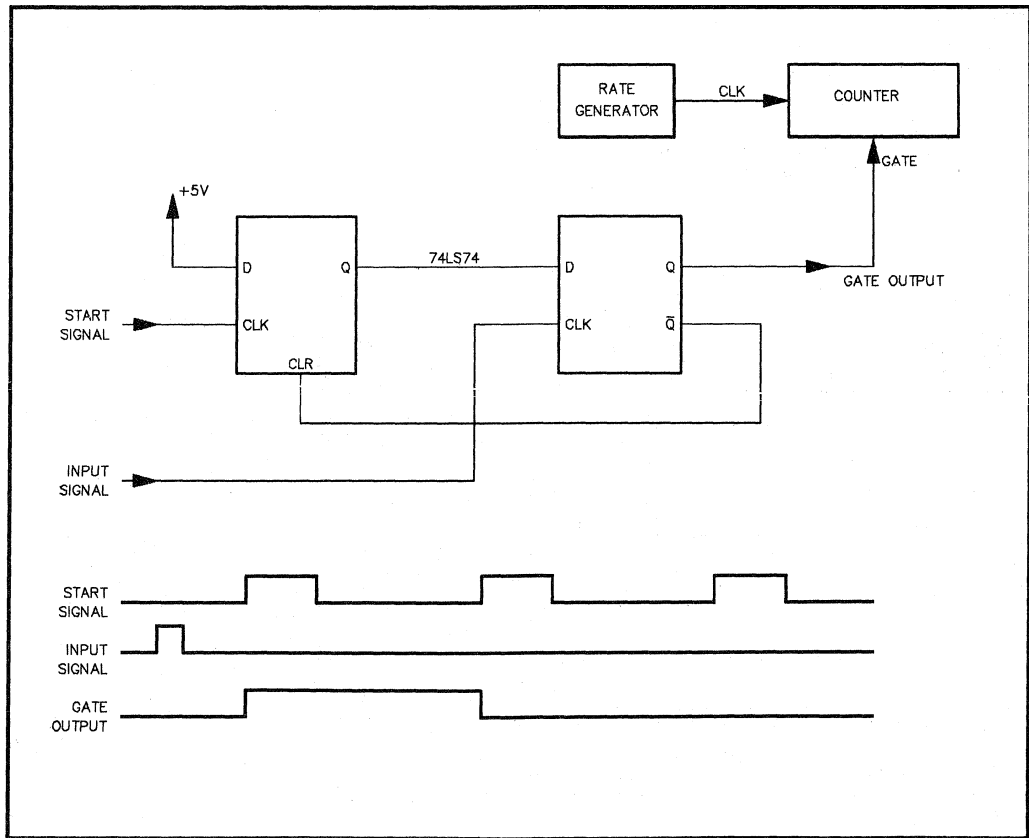 RATE
GENERATOR
CLK
COUNTER
GATE
+5V
D
Q
74LS74
D
Q
GATE OUTPUT
START
SIGNAL
CLK
CLK
Q̅
CLR
INPUT
SIGNAL
START
SIGNAL
INPUT
SIGNAL
GATE
OUTPUT